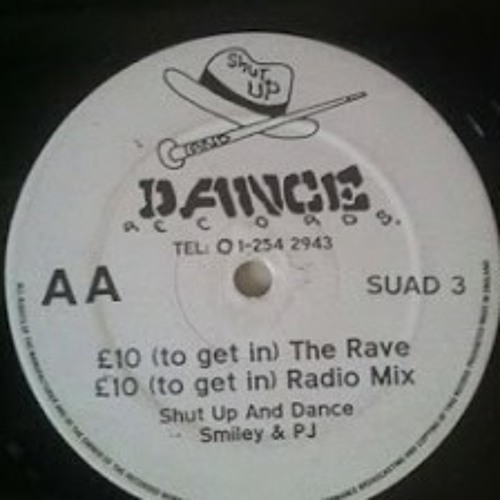 Shut
UP
DANCE
RECORDS.
TEL: 01-254 2943
AA
SUAD 3
£10 (to get in) The Rave
£10 (to get in) Radio Mix
Shut Up And Dance
Smiley & PJ